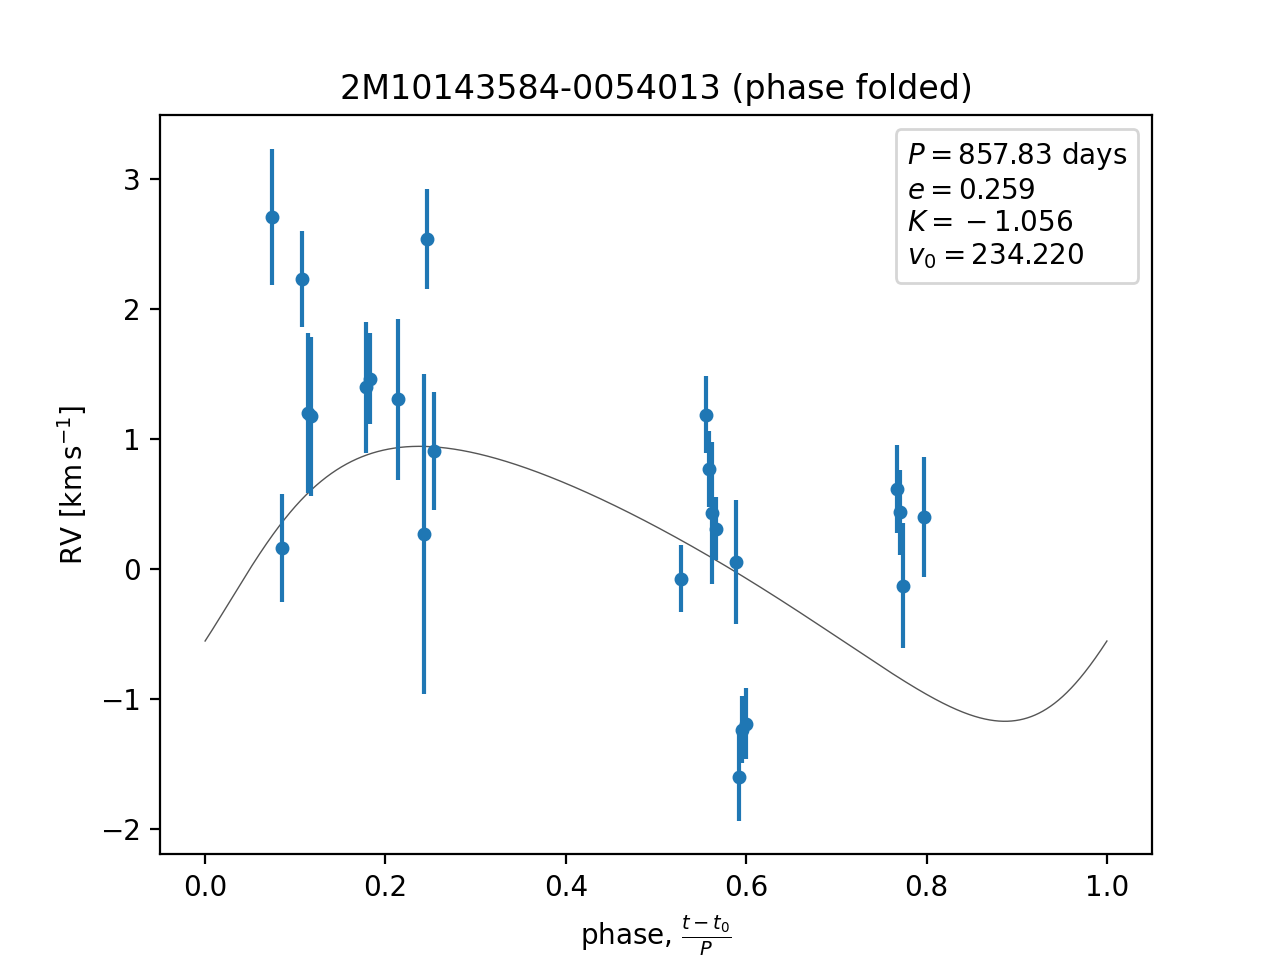 2M10143584-0054013 (phase folded)
P = 857.83 days
e = 0.259
K = −1.056
v₀ = 234.220
3
2
1
0
−1
−2
RV [km s⁻¹]
0.0 0.2 0.4 0.6 0.8 1.0
phase, (t − t₀)/P